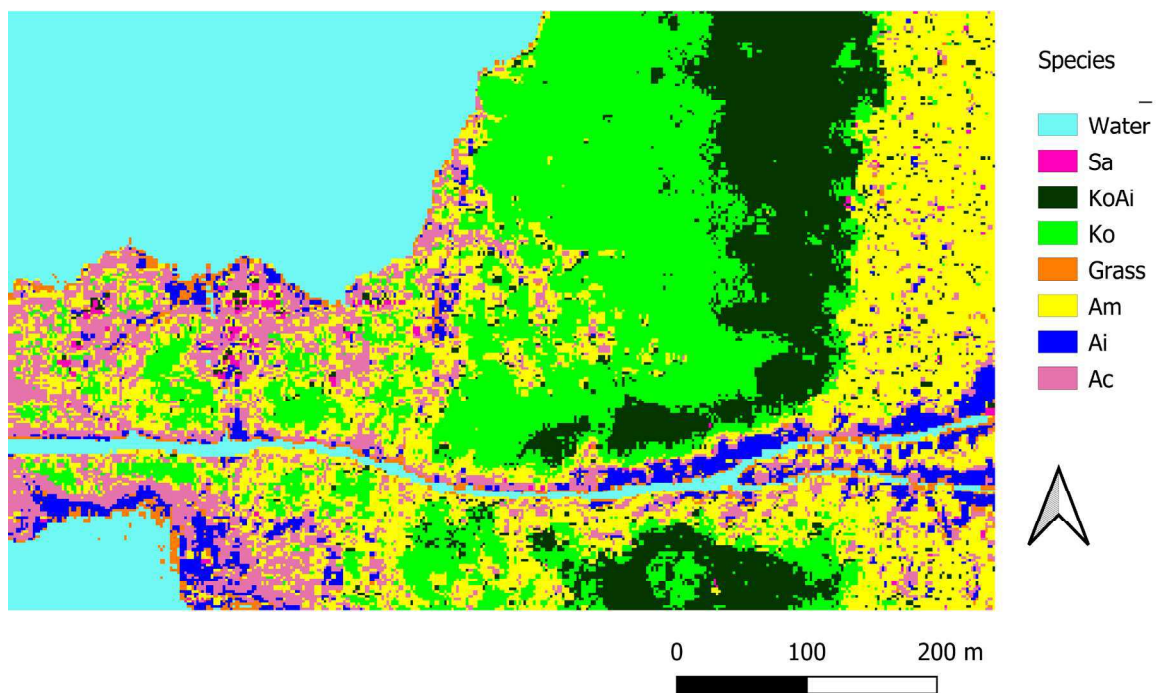 Species
Water
Sa
KoAi
Ko
Grass
Am
Ai
Ac
0 100 200 m